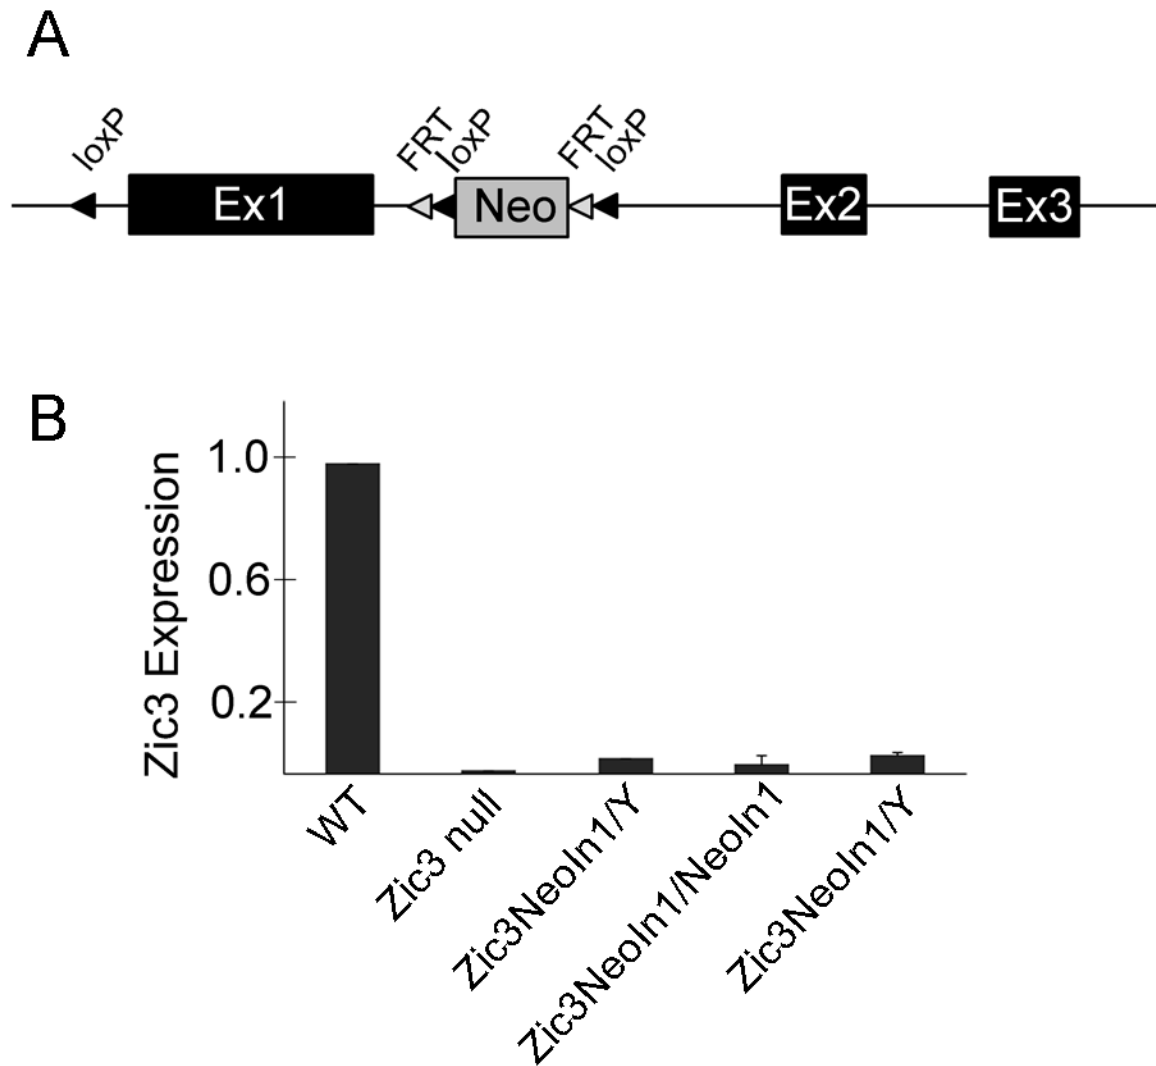 A
loxP
FRT
loxP
FRT
loxP
Ex1
Neo
Ex2
Ex3
B
Zic3 Expression
1.0
0.6
0.2
WT
Zic3 null
Zic3NeoIn1/Y
Zic3NeoIn1/NeoIn1
Zic3NeoIn1/Y